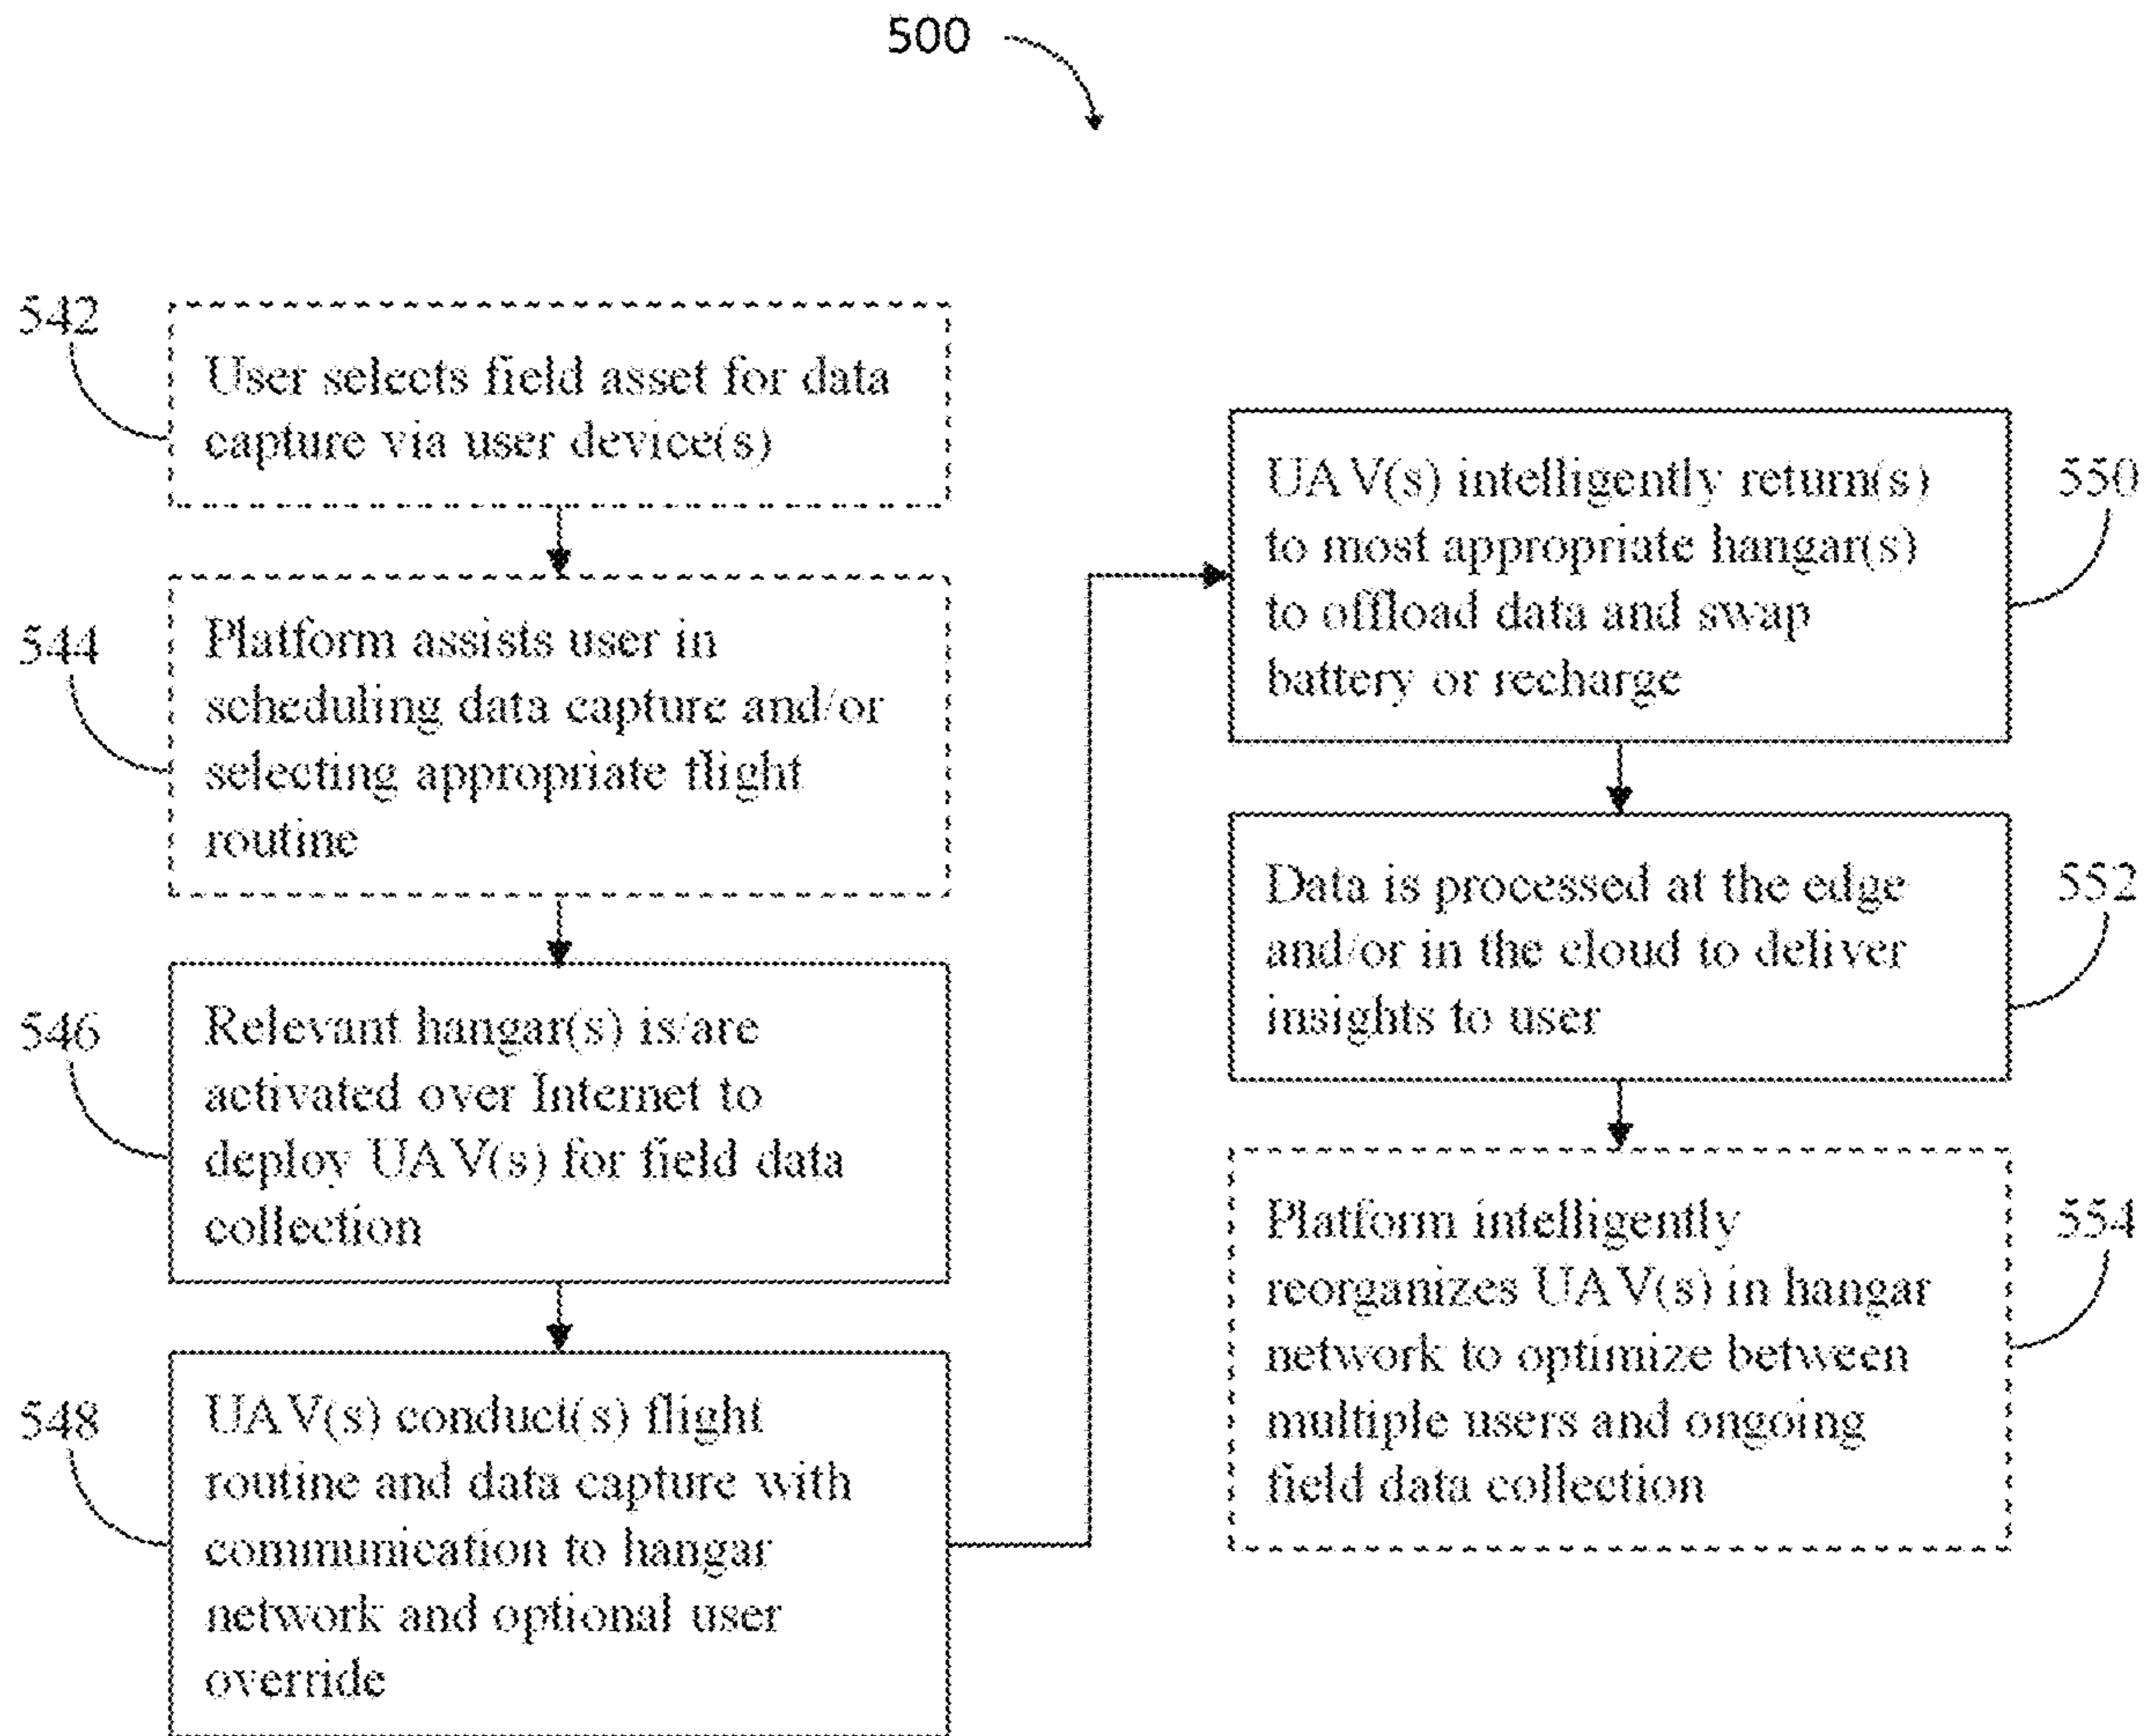 500
542
User selects field asset for data
capture via user device(s)
544
Platform assists user in
scheduling data capture and/or
selecting appropriate flight
routine
546
Relevant hangar(s) is/are
activated over Internet to
deploy UAV(s) for field data
collection
548
UAV(s) conduct(s) flight
routine and data capture with
communication to hangar
network and optional user
override
550
UAV(s) intelligently return(s)
to most appropriate hangar(s)
to offload data and swap
battery or recharge
552
Data is processed at the edge
and/or in the cloud to deliver
insights to user
554
Platform intelligently
reorganizes UAV(s) in hangar
network to optimize between
multiple users and ongoing
field data collection